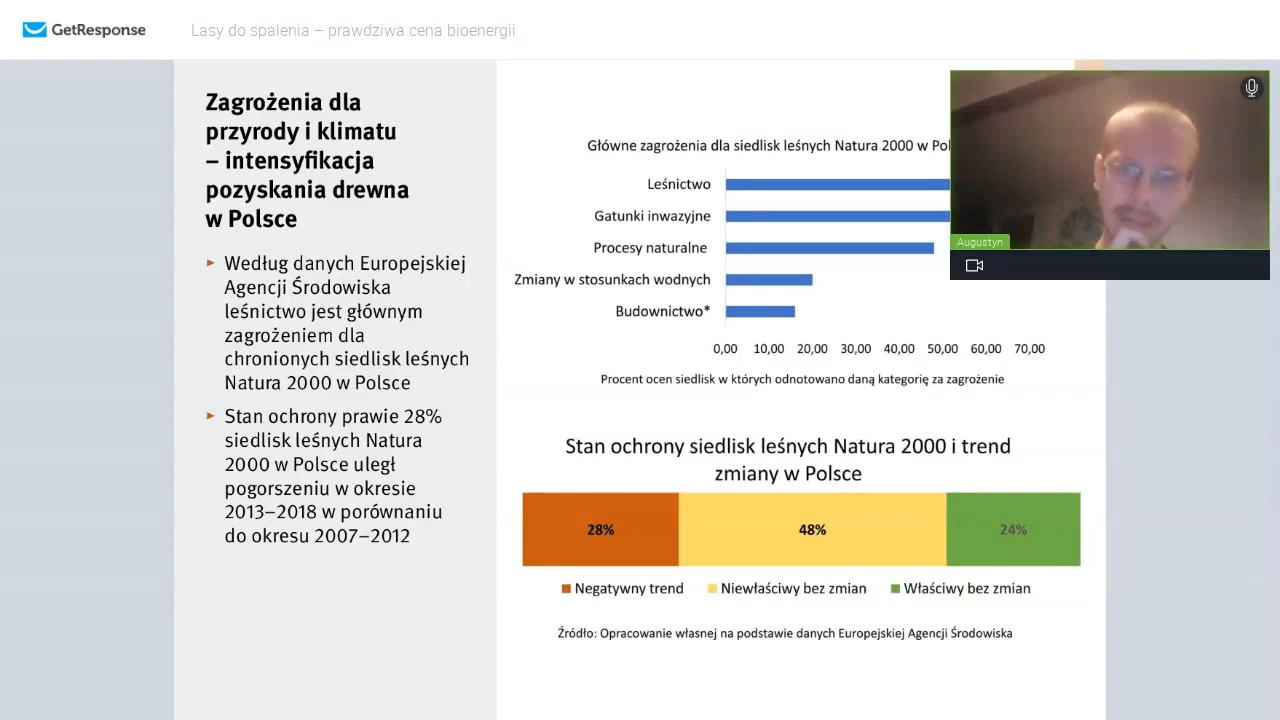 GetResponse
Lasy do spalenia – prawdziwa cena bioenergii
Zagrożenia dla
przyrody i klimatu
– intensyfikacja
pozyskania drewna
w Polsce
▸ Według danych Europejskiej
Agencji Środowiska
leśnictwo jest głównym
zagrożeniem dla
chronionych siedlisk leśnych
Natura 2000 w Polsce
▸ Stan ochrony prawie 28%
siedlisk leśnych Natura
2000 w Polsce uległ
pogorszeniu w okresie
2013–2018 w porównaniu
do okresu 2007–2012
Główne zagrożenia dla siedlisk leśnych Natura 2000 w
Leśnictwo
Gatunki inwazyjne
Procesy naturalne
Zmiany w stosunkach wodnych
Budownictwo*
0,00 10,00 20,00 30,00 40,00 50,00 60,00 70,00
Procent ocen siedlisk w których odnotowano daną kategorię za zagrożenie
Augustyn
Stan ochrony siedlisk leśnych Natura 2000 i trend
zmiany w Polsce
28% 48% 24%
Negatywny trend Niewłaściwy bez zmian Właściwy bez zmian
Źródło: Opracowanie własnej na podstawie danych Europejskiej Agencji Środowiska